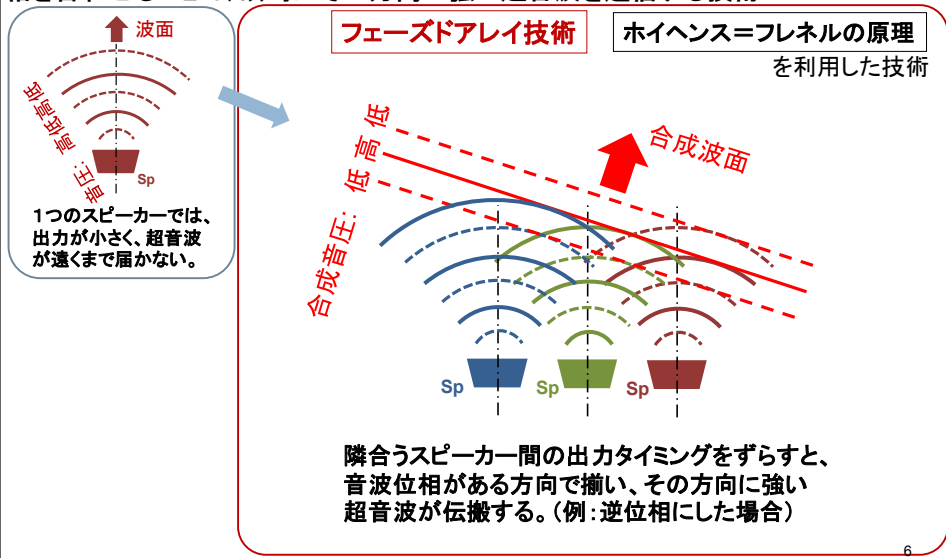 波面
音圧：高低高低
Sp
1つのスピーカーでは、
出力が小さく、超音波
が遠くまで届かない。
フェーズドアレイ技術
ホイヘンス＝フレネルの原理
を利用した技術
合成音圧： 低 高 低
合成波面
Sp
Sp
Sp
隣合うスピーカー間の出力タイミングをずらすと、
音波位相がある方向で揃い、その方向に強い
超音波が伝搬する。（例：逆位相にした場合）
6